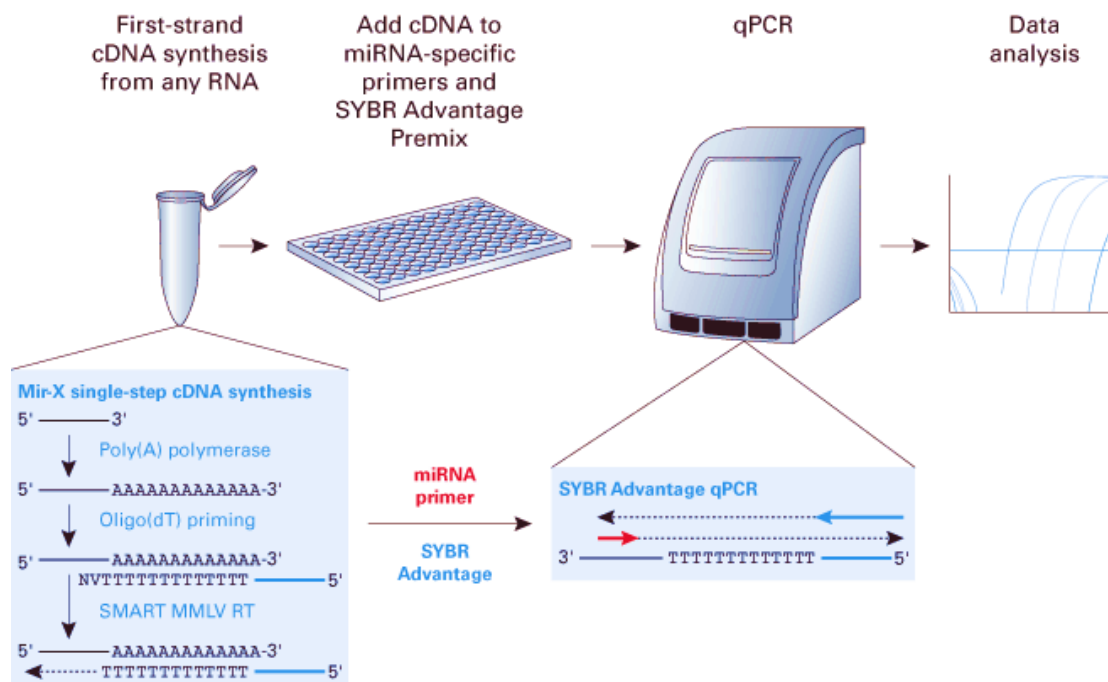 First-strand
cDNA synthesis
from any RNA
Add cDNA to
miRNA-specific
primers and
SYBR Advantage
Premix
qPCR
Data
analysis
Mir-X single-step cDNA synthesis
5' 3'
Poly(A) polymerase
5' AAAAAAAAAAAAA-3'
Oligo(dT) priming
5' AAAAAAAAAAAAA-3'
NVTTTTTTTTTTTTT 5'
SMART MMLV RT
5' AAAAAAAAAAAAA-3'
TTTTTTTTTTTTT 5'
miRNA
primer
SYBR
Advantage
SYBR Advantage qPCR
3' TTTTTTTTTTTTT 5'